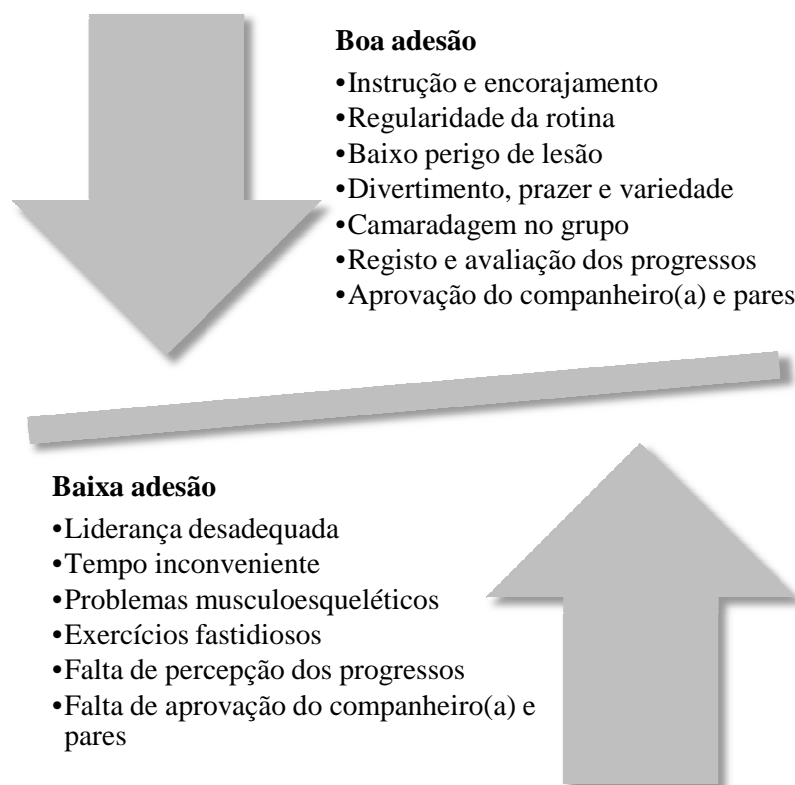 Boa adesão
•Instrução e encorajamento
•Regularidade da rotina
•Baixo perigo de lesão
•Divertimento, prazer e variedade
•Camaradagem no grupo
•Registo e avaliação dos progressos
•Aprovação do companheiro(a) e pares
Baixa adesão
•Liderança desadequada
•Tempo inconveniente
•Problemas musculoesqueléticos
•Exercícios fastidiosos
•Falta de percepção dos progressos
•Falta de aprovação do companheiro(a) e
pares